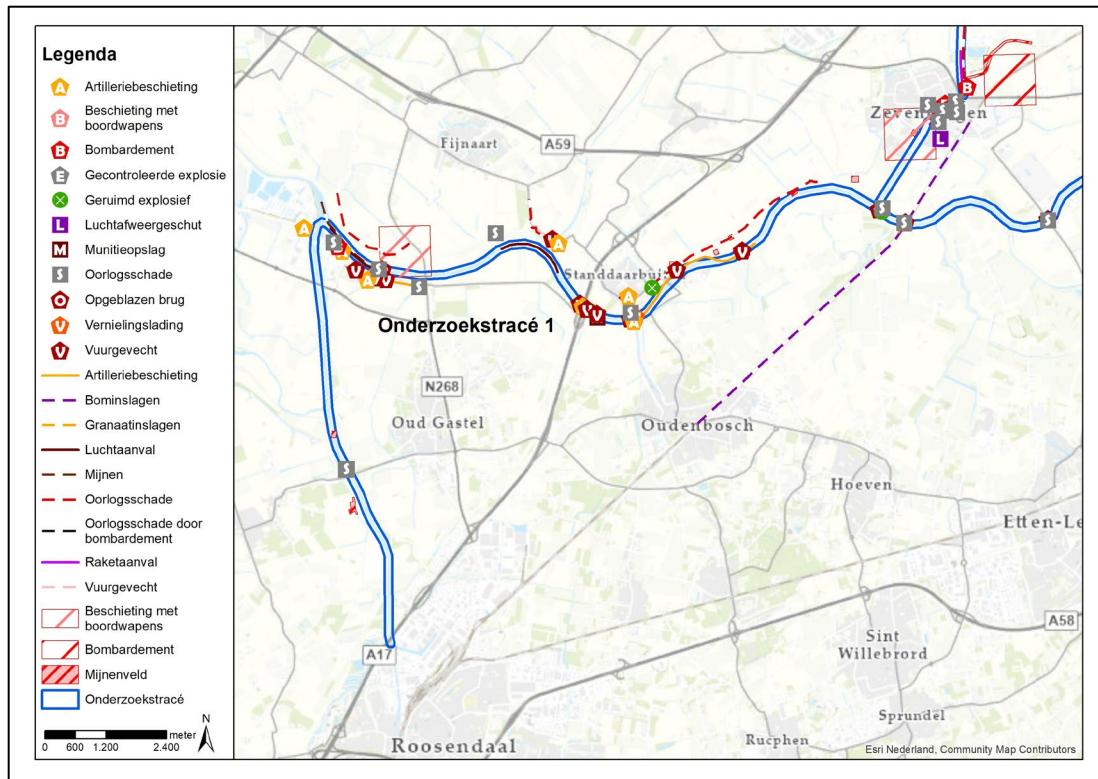 Legenda
A
Artilleriebeschieting
B
Beschieting met
boordwapens
B
Bombardement
E
Gecontroleerde explosie
Geruimd explosief
L
Luchtafweergeschut
M
Munitieopslag
S
Oorlogsschade
Opgeblazen brug
V
Vernielingslading
V
Vuurgevecht
Artilleriebeschieting
Bominslagen
Granaatinslagen
Luchtaanval
Mijnen
Oorlogsschade
Oorlogsschade door
bombardement
Raketaanval
Vuurgevecht
Beschieting met
boordwapens
Bombardement
Mijnenveld
Onderzoekstracé
meter
0 600 1.200 2.400
N
Fijnaart
A59
B
S
S
S
S
S
S
L
A
S
S
V
A
V
S
S
V
A
Standdaarbui
V
V
A
S
A
V
V
S
S
S
Onderzoekstracé 1
N268
Oud Gastel
Oudenbosch
S
Hoeven
Etten-Le
A17
A58
Sint
Willebrord
Sprundel
Roosendaal
Rucphen
Esri Nederland, Community Map Contributors